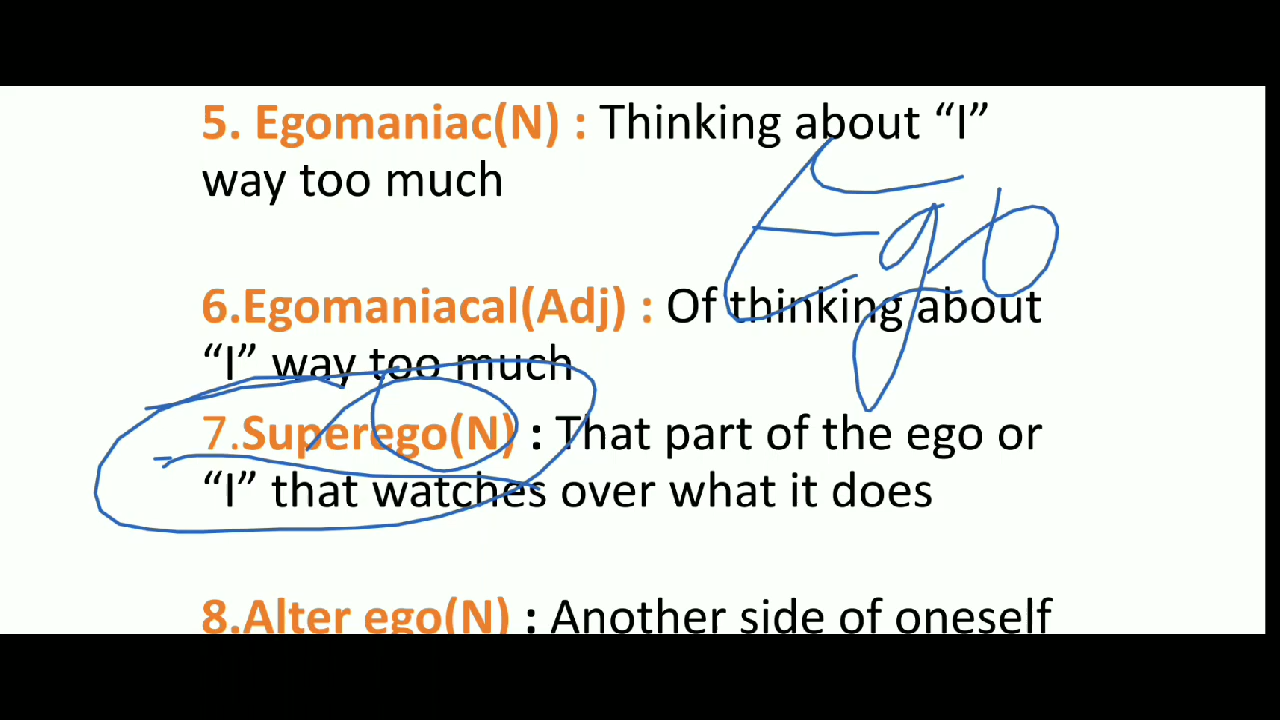 5. Egomaniac(N) : Thinking about “I”
way too much
Ego
6.Egomaniacal(Adj) : Of thinking about
“I” way too much
7.Superego(N) : That part of the ego or
“I” that watches over what it does
8.Alter ego(N) : Another side of oneself